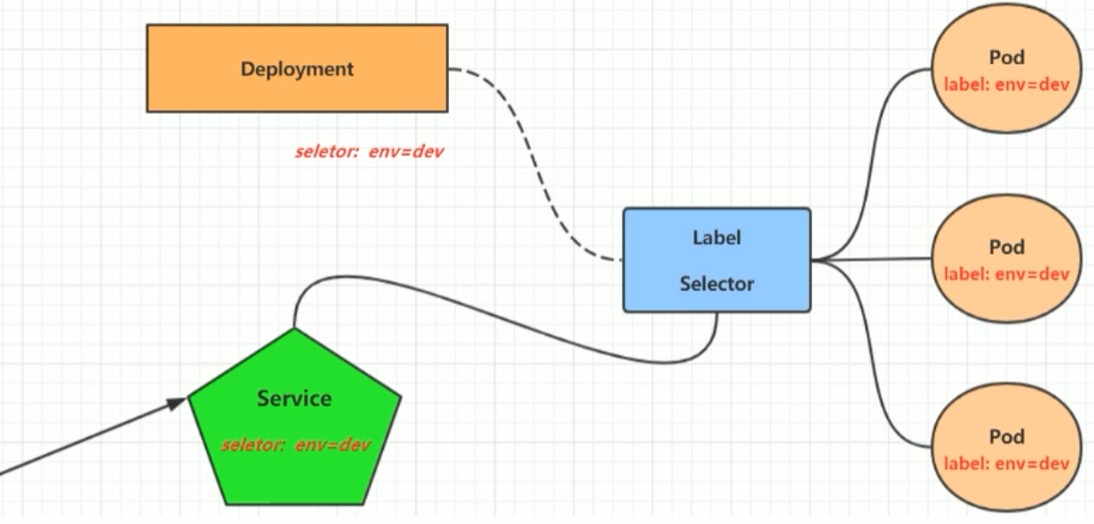 Deployment
seletor: env=dev
Label
Selector
Service
seletor: env=dev
Pod
label: env=dev
Pod
label: env=dev
Pod
label: env=dev